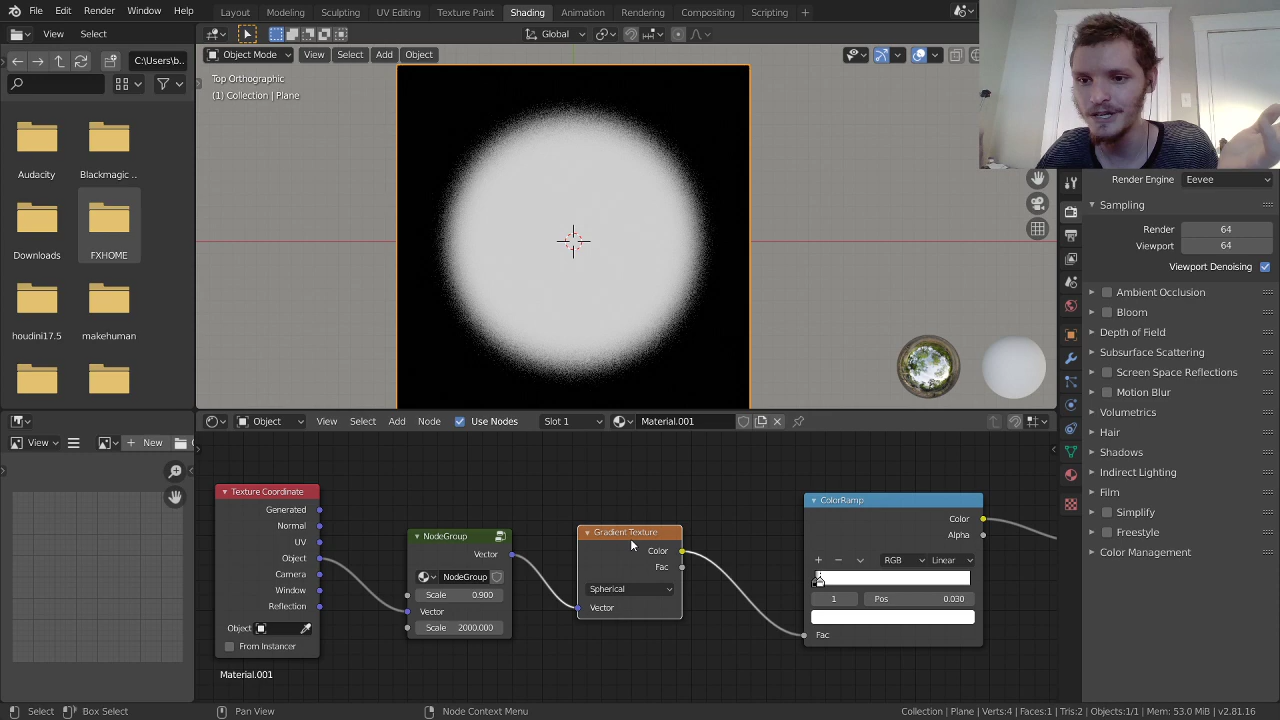 File Edit Render Window Help Layout Modeling Sculpting UV Editing Texture Paint Shading Animation Rendering Compositing Scripting
View Select Global
C:\Users\b..
Object Mode View Select Add Object
Top Orthographic
(1) Collection | Plane
Audacity Blackmagic ..
Downloads FXHOME
houdini17.5 makehuman
Render Engine Eevee
Sampling
Render 64
Viewport 64
Viewport Denoising
Ambient Occlusion
Bloom
Depth of Field
Subsurface Scattering
Screen Space Reflections
Motion Blur
Volumetrics
Hair
Shadows
Indirect Lighting
Film
Simplify
Freestyle
Color Management
Object View Select Add Node Use Nodes Slot 1 Material.001
View New
Texture Coordinate
Generated
Normal
UV
Object
Camera
Window
Reflection
Object
From Instancer
NodeGroup
Vector
NodeGroup
Scale 0.900
Vector
Scale 2000.000
Gradient Texture
Color
Fac
Spherical
Vector
ColorRamp
Color
Alpha
RGB Linear
1 Pos 0.030
Fac
Material.001
Select Box Select Pan View Node Context Menu Collection | Plane | Verts:4 | Faces:1 | Tris:2 | Objects:1/1 | Mem: 53.0 MiB | v2.81.16